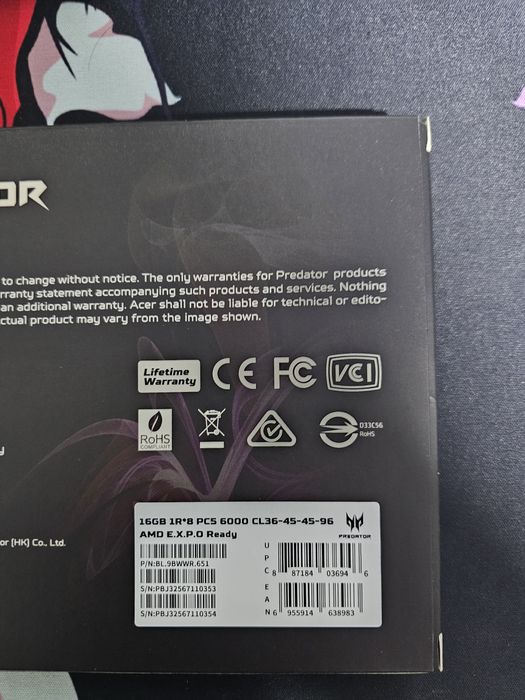 OR
to change without notice. The only warranties for Predator products
rranty statement accompanying such products and services. Nothing
an additional warranty. Acer shall not be liable for technical or edito-
ctual product may vary from the image shown.
Lifetime
Warranty
CE FC VCI
RoHS
COMPLIANT
D33C56
RoHS
y
or (HK) Co., Ltd.
16GB 1R*8 PC5 6000 CL36-45-45-96
AMD E.X.P.O Ready
PREDATOR
P/N:BL.9BWWR.651
S/N:PBJ32567110353
S/N:PBJ32567110354
UPC
8 87184 03694 6
EAN
6 955914 638983